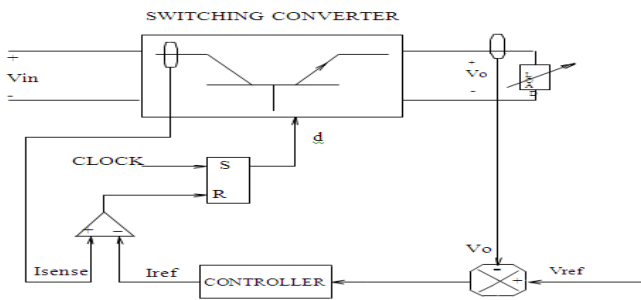 SWITCHING CONVERTER
+
Vin
-
+
Vo
-
d
CLOCK
S
R
+ -
Isense
Iref
CONTROLLER
Vo
-
+
Vref